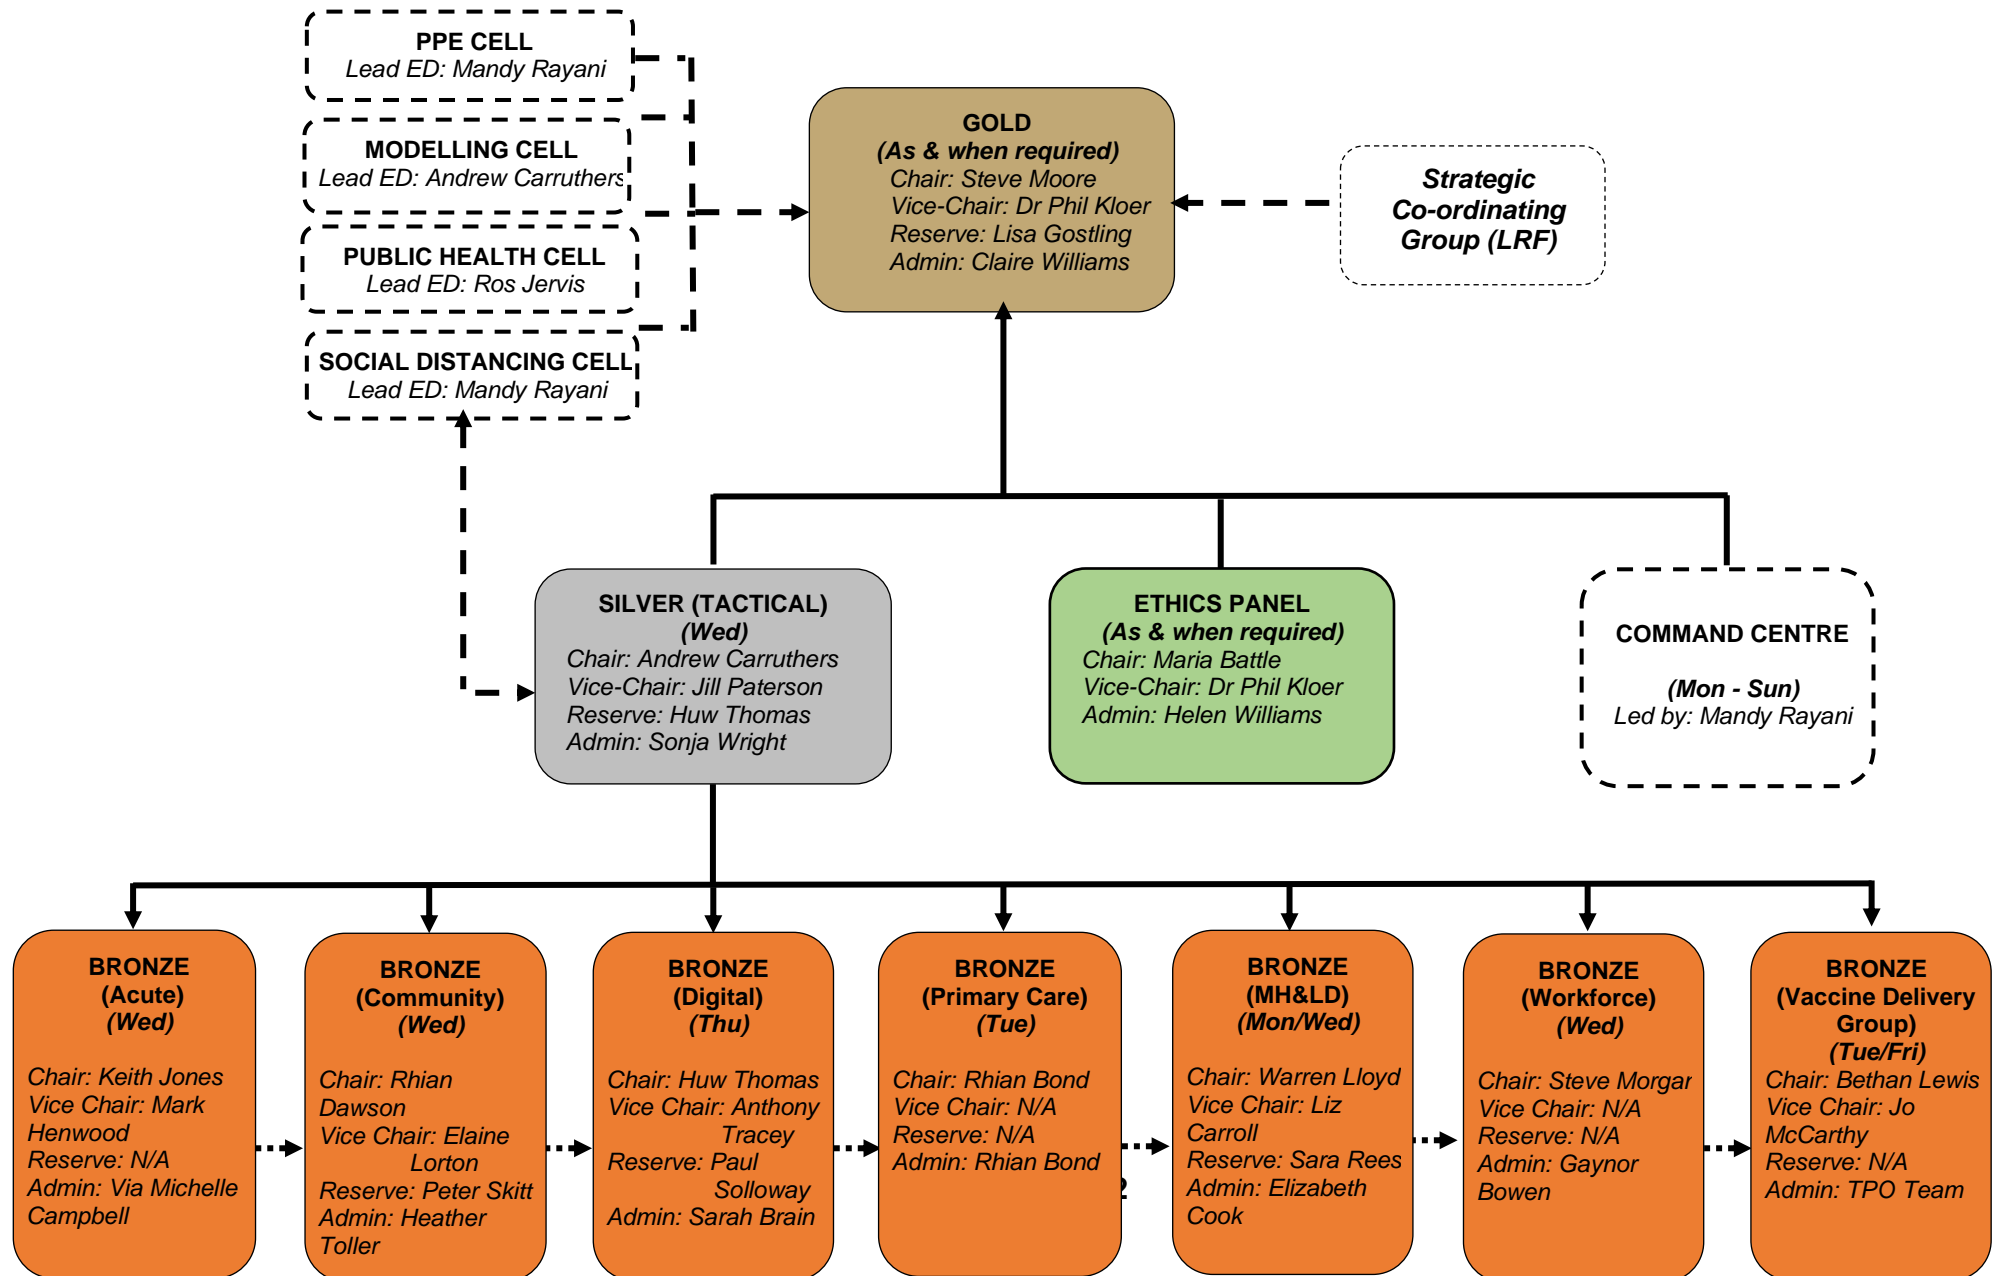 PPE CELL
Lead ED: Mandy Rayani
MODELLING CELL
Lead ED: Andrew Carruthers
PUBLIC HEALTH CELL
Lead ED: Ros Jervis
SOCIAL DISTANCING CELL
Lead ED: Mandy Rayani
GOLD
(As & when required)
Chair: Steve Moore
Vice-Chair: Dr Phil Kloer
Reserve: Lisa Gostling
Admin: Claire Williams
Strategic
Co-ordinating
Group (LRF)
SILVER (TACTICAL)
(Wed)
Chair: Andrew Carruthers
Vice-Chair: Jill Paterson
Reserve: Huw Thomas
Admin: Sonja Wright
ETHICS PANEL
(As & when required)
Chair: Maria Battle
Vice-Chair: Dr Phil Kloer
Admin: Helen Williams
COMMAND CENTRE
(Mon - Sun)
Led by: Mandy Rayani
BRONZE
(Acute)
(Wed)
Chair: Keith Jones
Vice Chair: Mark
Henwood
Reserve: N/A
Admin: Via Michelle
Campbell
BRONZE
(Community)
(Wed)
Chair: Rhian
Dawson
Vice Chair: Elaine
Lorton
Reserve: Peter Skitt
Admin: Heather
Toller
BRONZE
(Digital)
(Thu)
Chair: Huw Thomas
Vice Chair: Anthony
Tracey
Reserve: Paul
Solloway
Admin: Sarah Brain
BRONZE
(Primary Care)
(Tue)
Chair: Rhian Bond
Vice Chair: N/A
Reserve: N/A
Admin: Rhian Bond
BRONZE
(MH&LD)
(Mon/Wed)
Chair: Warren Lloyd
Vice Chair: Liz
Carroll
Reserve: Sara Rees
Admin: Elizabeth
Cook
BRONZE
(Workforce)
(Wed)
Chair: Steve Morgan
Vice Chair: N/A
Reserve: N/A
Admin: Gaynor
Bowen
BRONZE
(Vaccine Delivery
Group)
(Tue/Fri)
Chair: Bethan Lewis
Vice Chair: Jo
McCarthy
Reserve: N/A
Admin: TPO Team